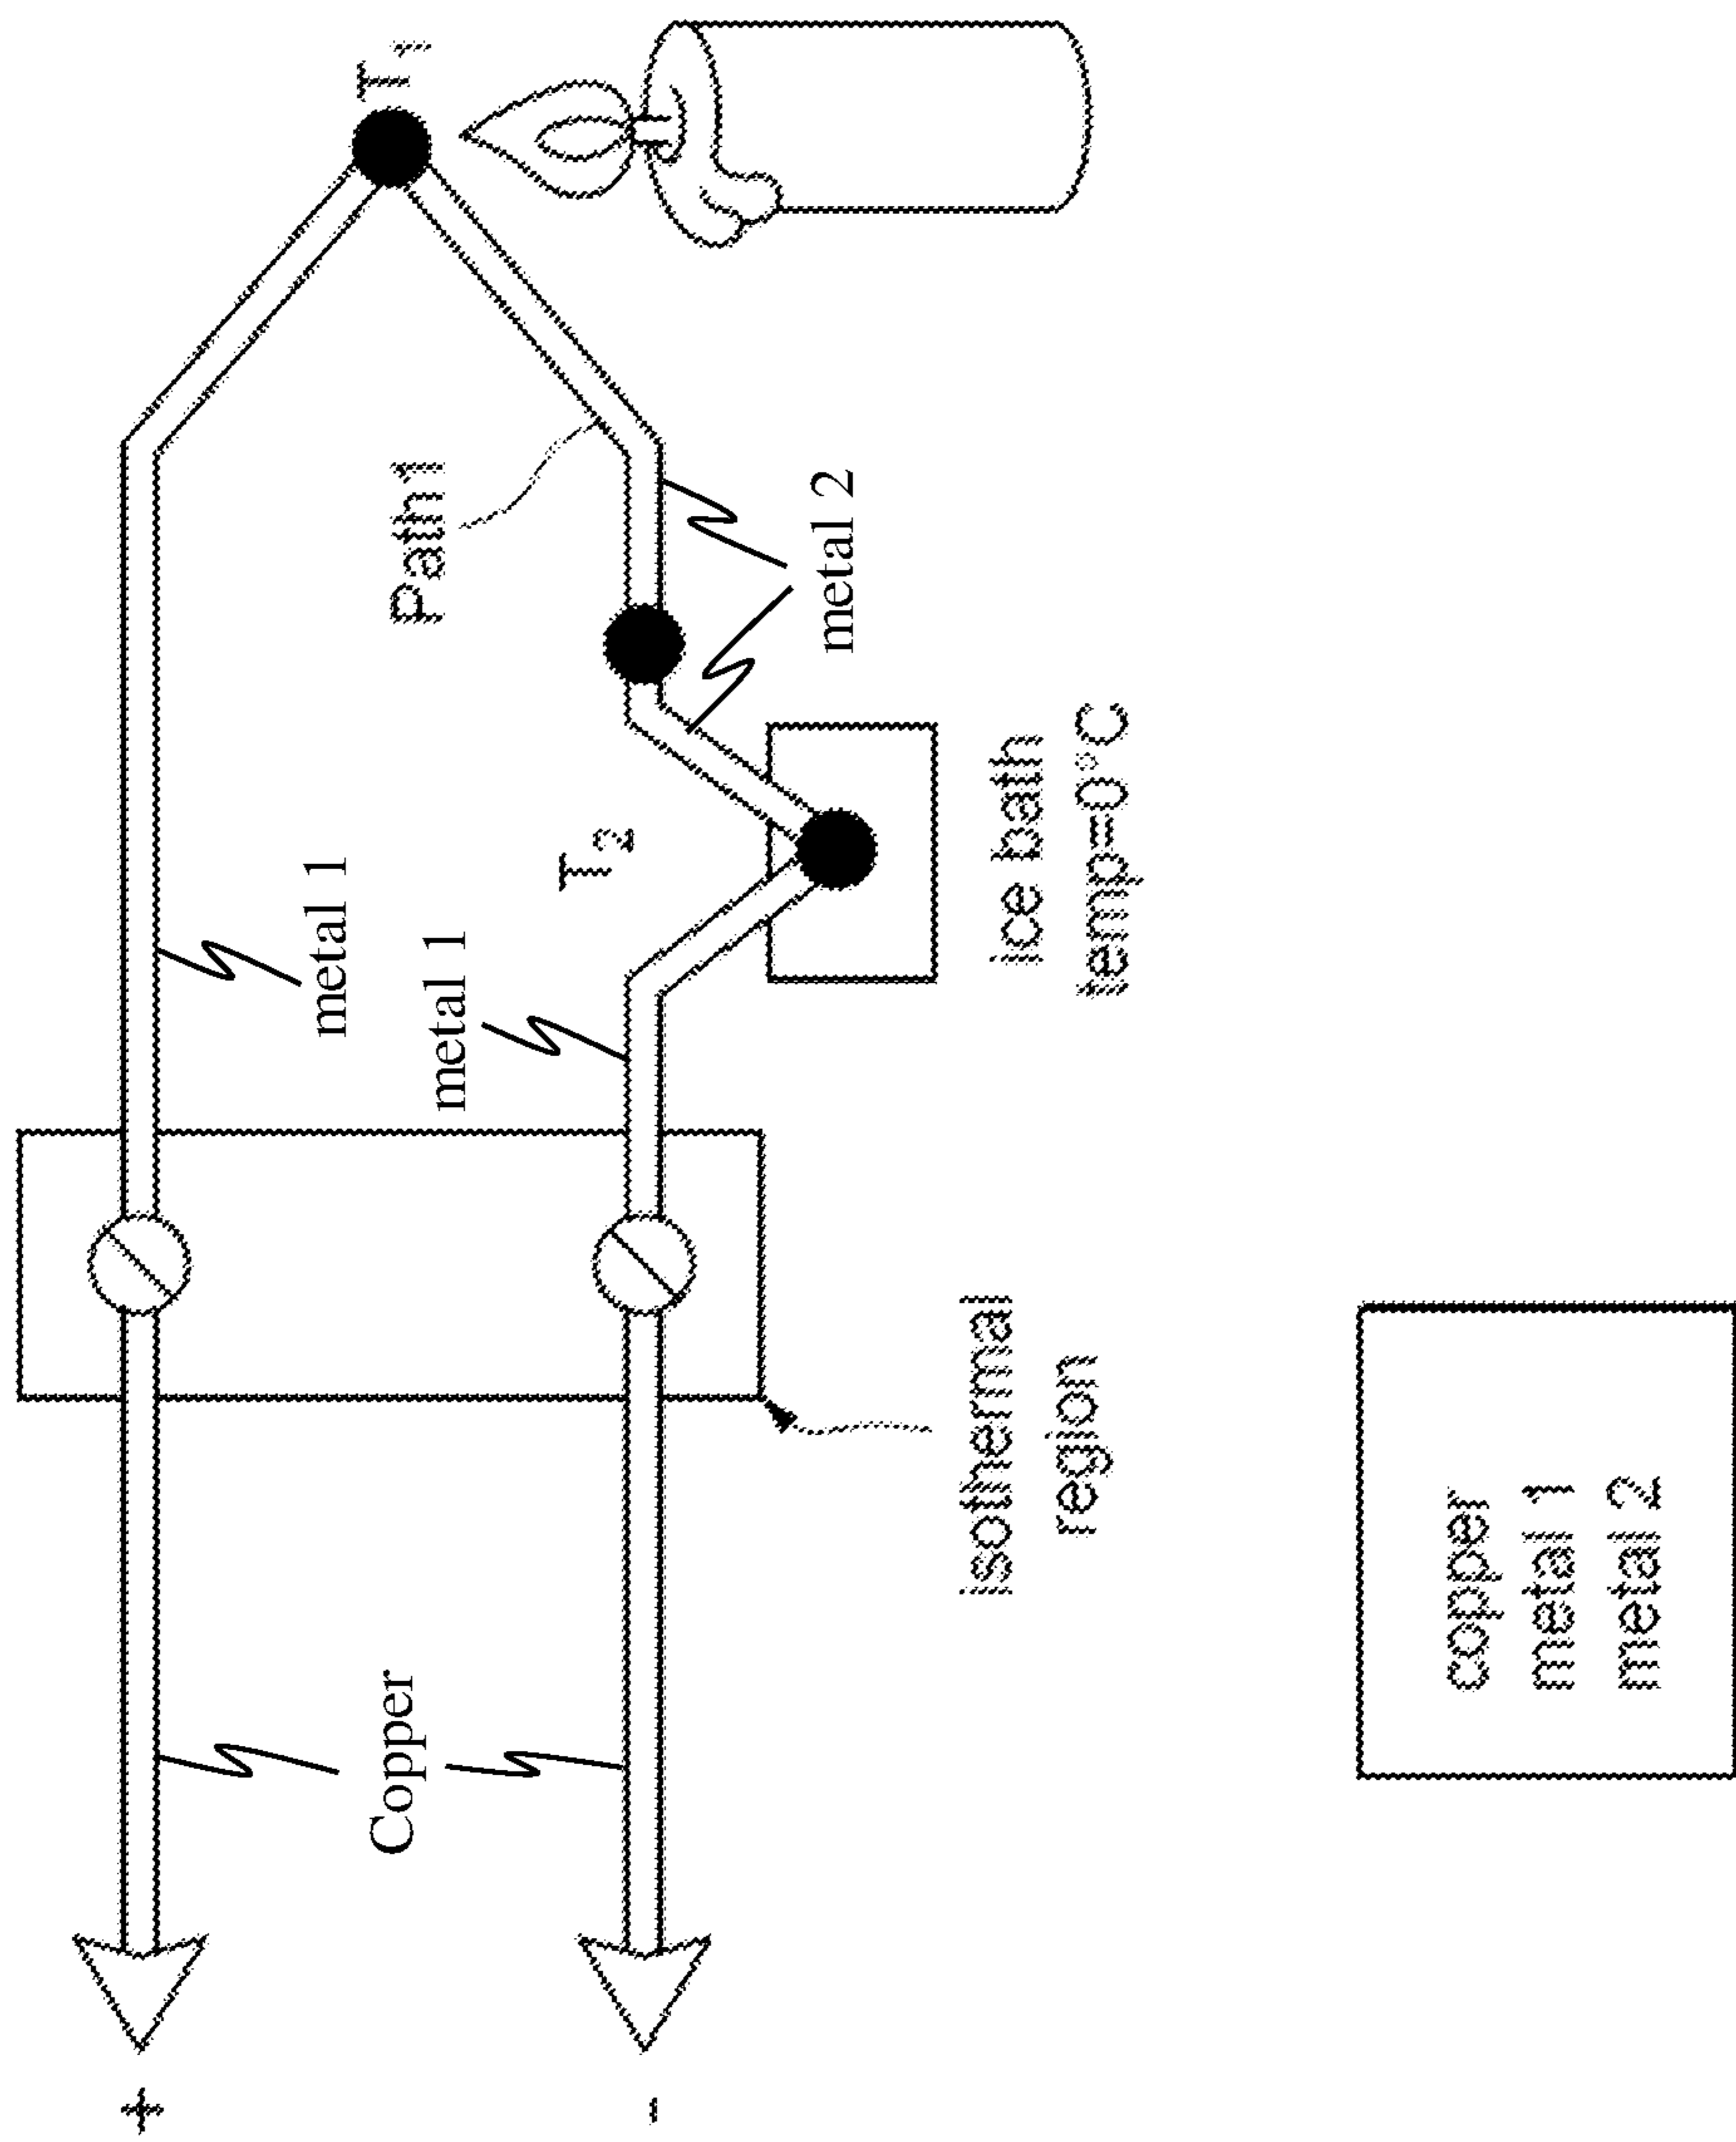 +
-
Copper
metal 1
metal 1
T2
Path1
metal 2
T1
ice bath
temp=0°C
isothermal
region
copper
metal 1
metal 2